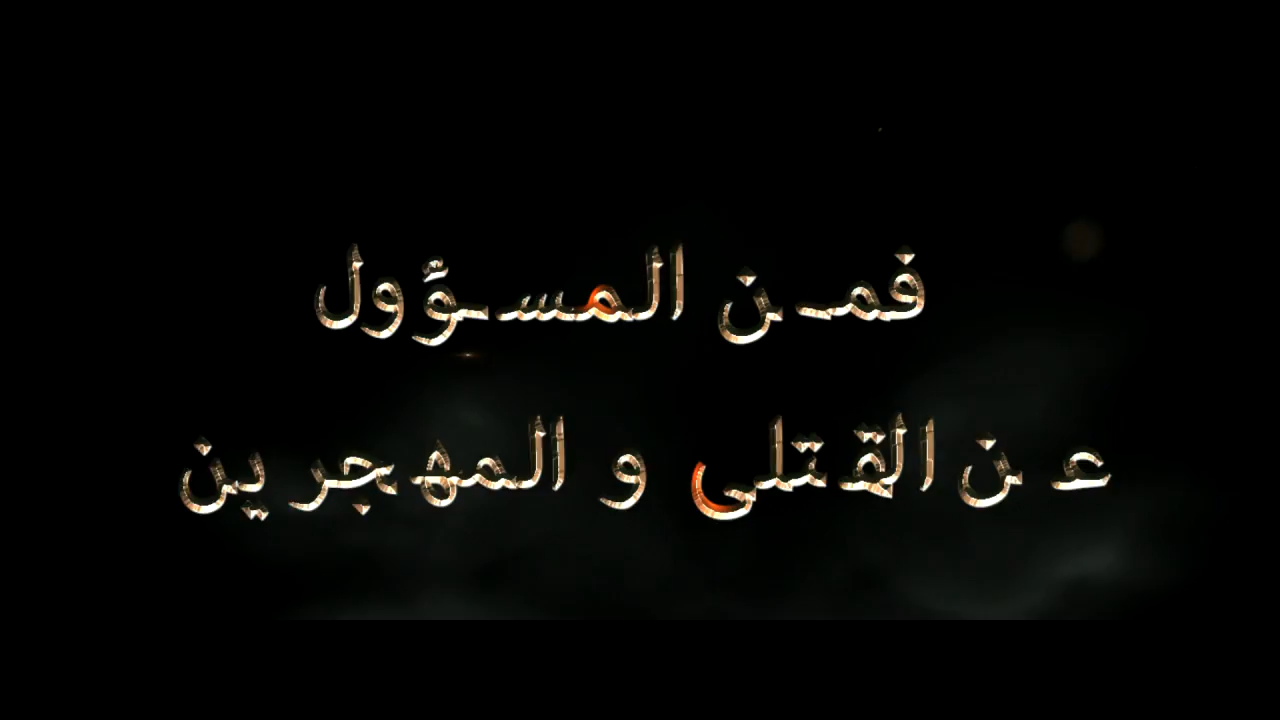 فمن المسؤول
عن القتلى و المهجرين